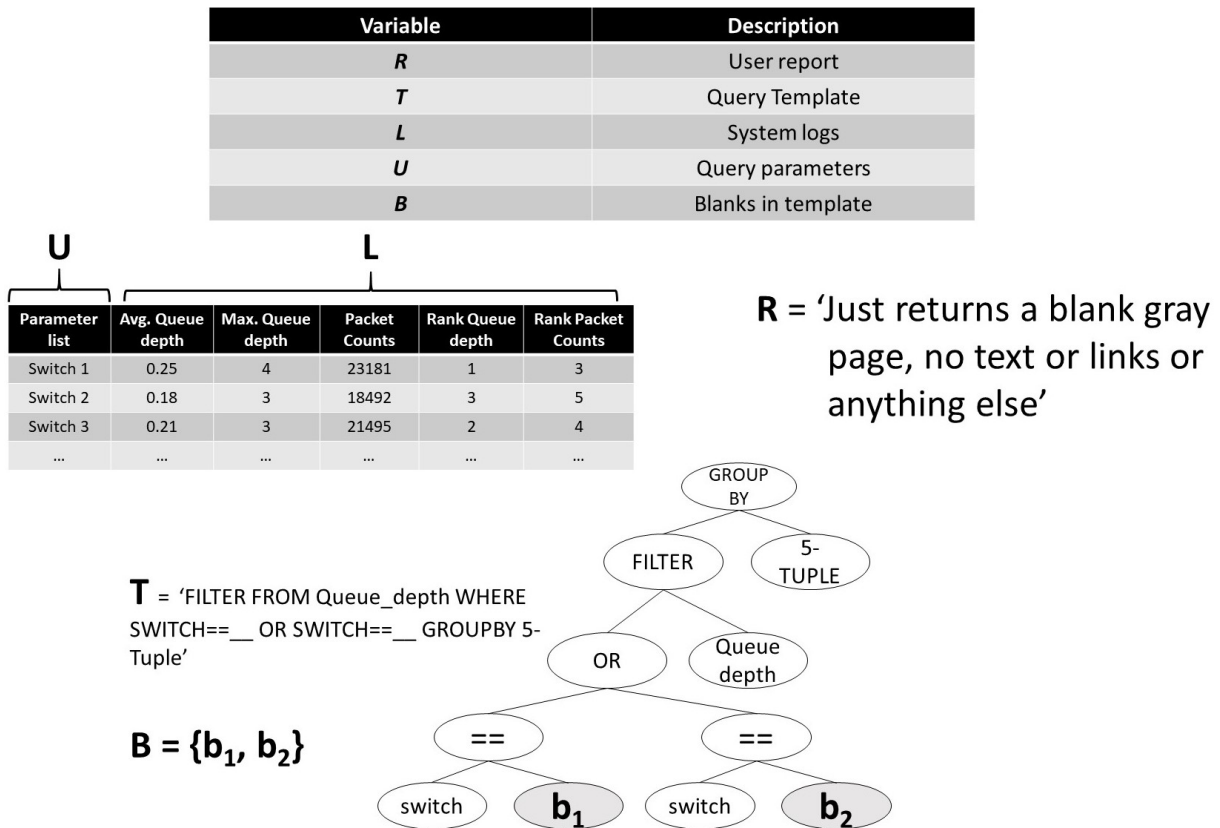 Variable Description
R User report
T Query Template
L System logs
U Query parameters
B Blanks in template
U L
Parameter list Avg. Queue depth Max. Queue depth Packet Counts Rank Queue depth Rank Packet Counts
Switch 1 0.25 4 23181 1 3
Switch 2 0.18 3 18492 3 5
Switch 3 0.21 3 21495 2 4
... ... ... ... ... ...
R = ‘Just returns a blank gray
page, no text or links or
anything else’
T = ‘FILTER FROM Queue_depth WHERE
SWITCH==__ OR SWITCH==__ GROUPBY 5-
Tuple’
B = {b₁, b₂}
GROUP
BY
FILTER
5-
TUPLE
OR
Queue
depth
== ==
switch b₁ switch b₂